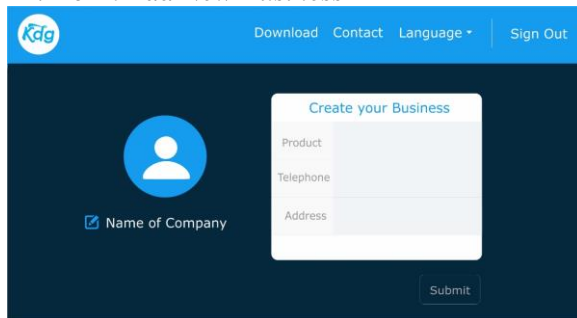 Kdg
Download Contact Language Sign Out
Create your Business
Product
Telephone
Address
Name of Company
Submit